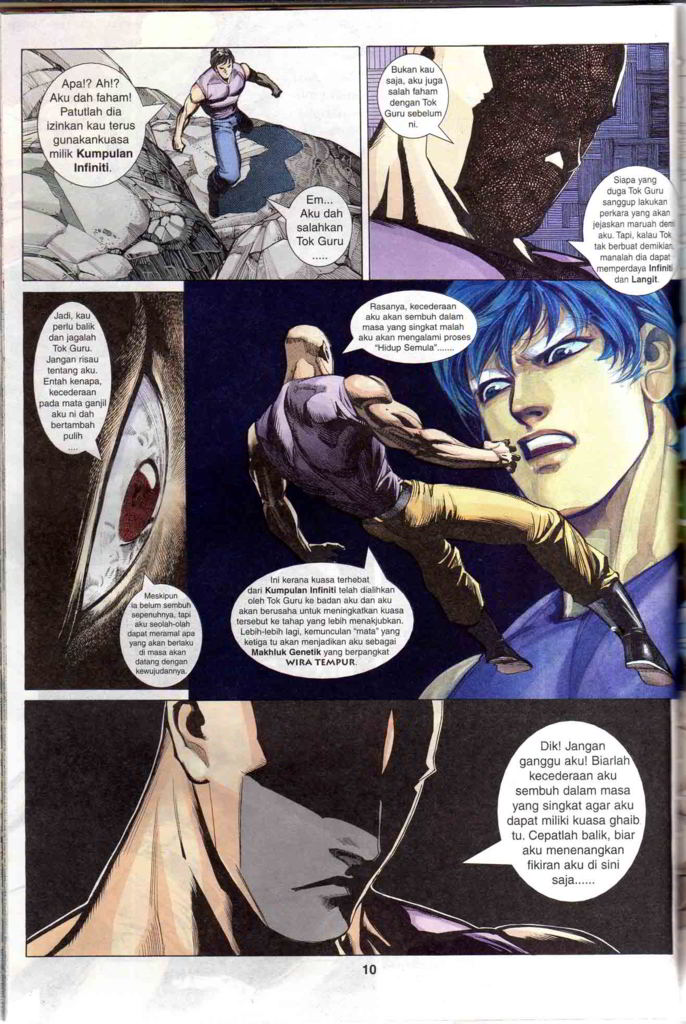 Apa!? Ah!?
Aku dah faham!
Patutlah dia
izinkan kau terus
gunakankuasa
milik Kumpulan
Infiniti.
Em...
Aku dah
salahkan
Tok Guru
.....
Bukan kau
saja, aku juga
salah faham
dengan Tok
Guru sebelum
ni.
Siapa yang
duga Tok Guru
sanggup lakukan
perkara yang akan
jejaskan maruah demi
aku. Tapi, kalau Tok
tak berbuat demikian,
manalah dia dapat
memperdaya Infiniti
dan Langit.
Jadi, kau
perlu balik
dan jagalah
Tok Guru.
Jangan risau
tentang aku.
Entah kenapa,
kecederaan
pada mata ganjil
aku ni dah
bertambah
pulih
....
Meskipun
ia belum sembuh
sepenuhnya, tapi
aku seolah-olah
dapat meramal apa
yang akan berlaku
di masa akan
datang dengan
kewujudannya.
Rasanya, kecederaan
aku akan sembuh dalam
masa yang singkat malah
aku akan mengalami proses
"Hidup Semula".......
Ini kerana kuasa terhebat
dari Kumpulan Infiniti telah dialihkan
oleh Tok Guru ke badan aku dan aku
akan berusaha untuk meningkatkan kuasa
tersebut ke tahap yang lebih menakjubkan.
Lebih-lebih lagi, kemunculan "mata" yang
ketiga tu akan menjadikan aku sebagai
Makhluk Genetik yang berpangkat
WIRA TEMPUR.
Dik! Jangan
ganggu aku! Biarlah
kecederaan aku
sembuh dalam masa
yang singkat agar aku
dapat miliki kuasa ghaib
tu. Cepatlah balik, biar
aku menenangkan
fikiran aku di sini
saja......
10